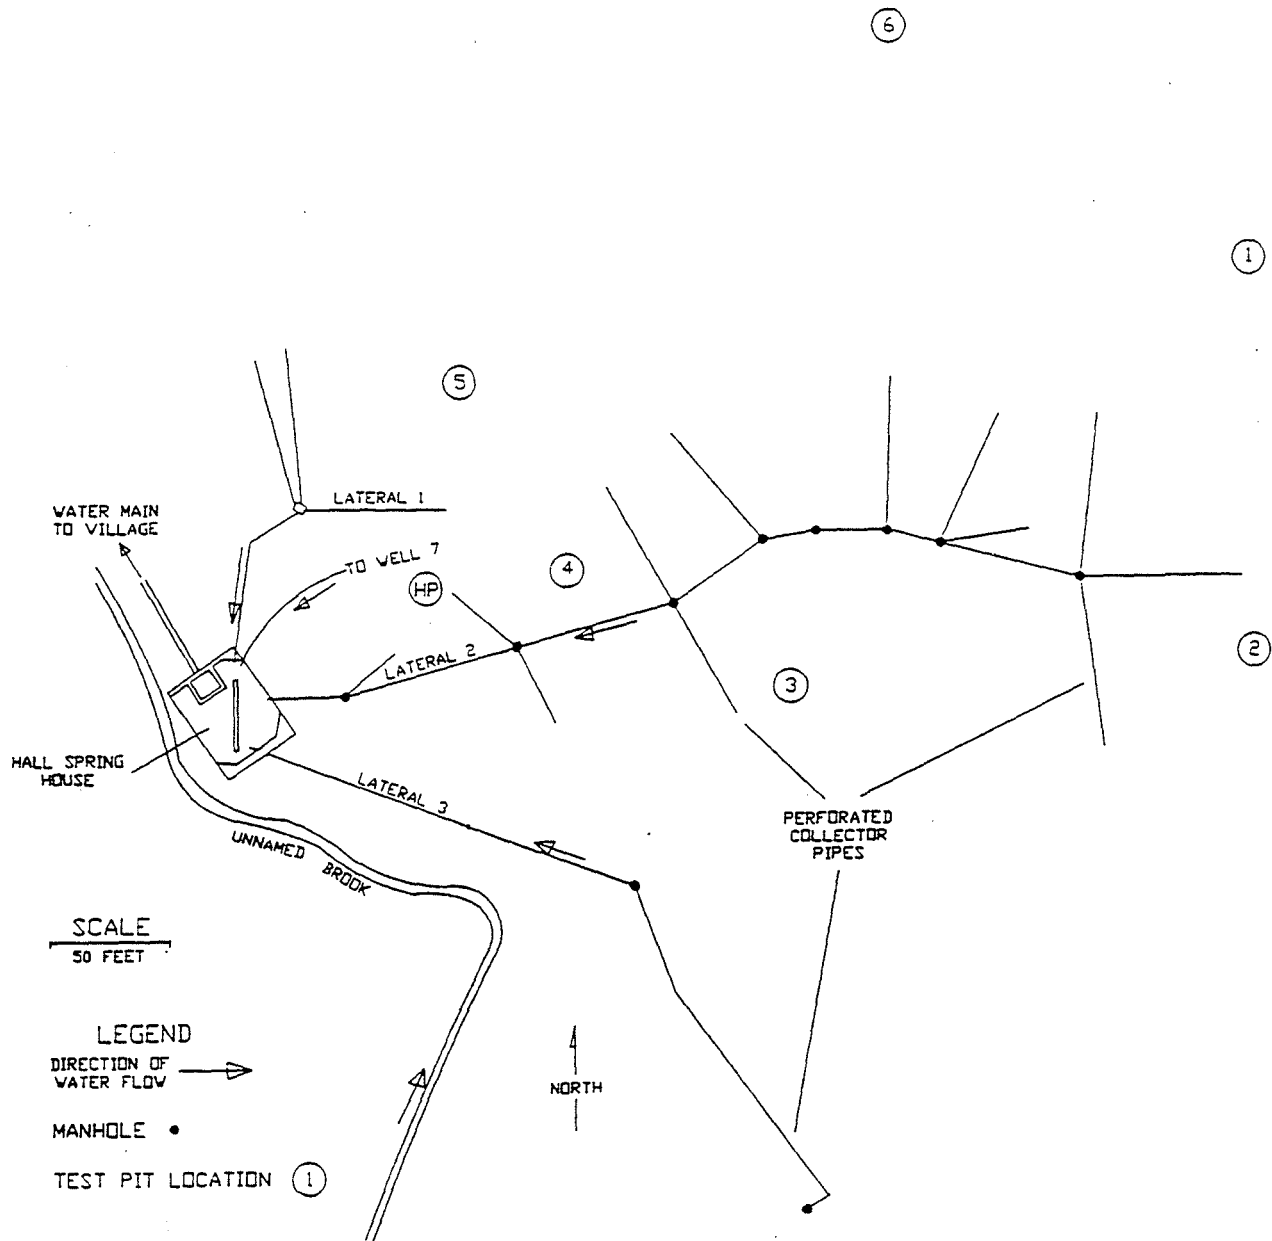 6
1
5
LATERAL 1
WATER MAIN
TO VILLAGE
TO WELL 7
4
HP
2
LATERAL 2
3
HALL SPRING
HOUSE
LATERAL 3
PERFORATED
COLLECTOR
PIPES
UNNAMED
BROOK
SCALE
50 FEET
LEGEND
DIRECTION OF
WATER FLOW
NORTH
MANHOLE
TEST PIT LOCATION 1